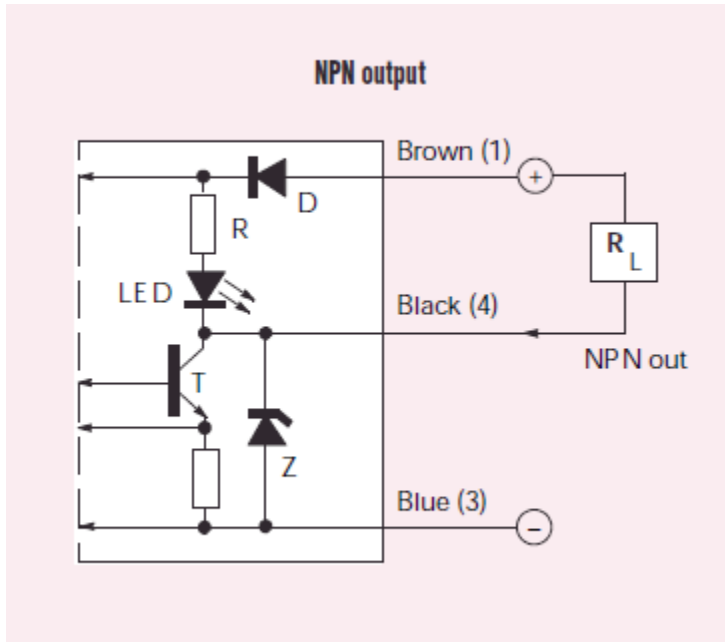 NPN output
Brown (1)
+
D
R
R L
LED
Black (4)
NPN out
T
Z
Blue (3)
−